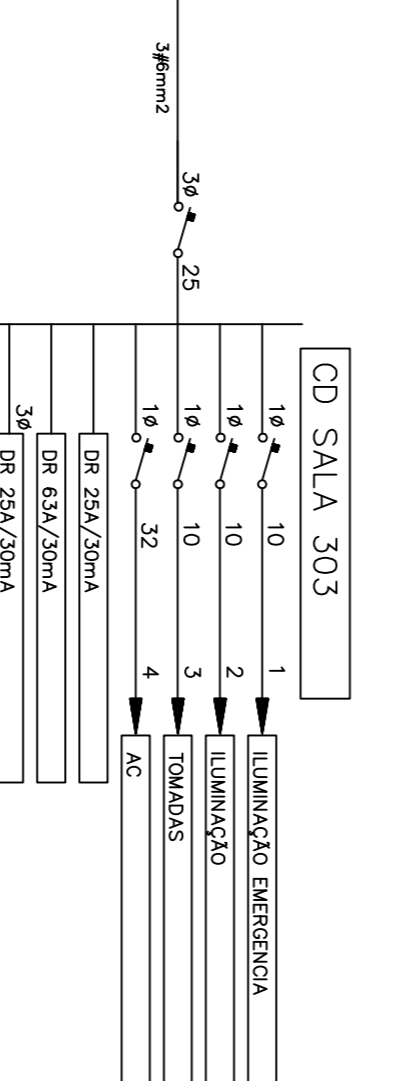 CD SALA 303
3#6mm2
3ø
25
1ø
10
1
ILUMINAÇÃO EMERGENCIA
1ø
10
2
ILUMINAÇÃO
1ø
10
3
TOMADAS
1ø
32
4
AC
DR 25A/30mA
DR 63A/30mA
3ø
DR 25A/30mA